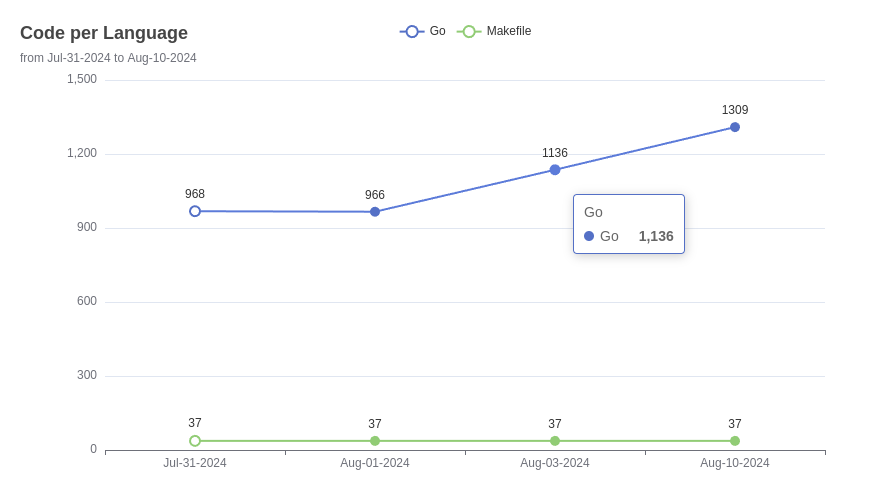 Code per Language
Go Makefile
from Jul-31-2024 to Aug-10-2024
1,500
1309
1,200
1136
968
966
Go
Go 1,136
900
600
300
37 37 37 37
0
Jul-31-2024 Aug-01-2024 Aug-03-2024 Aug-10-2024